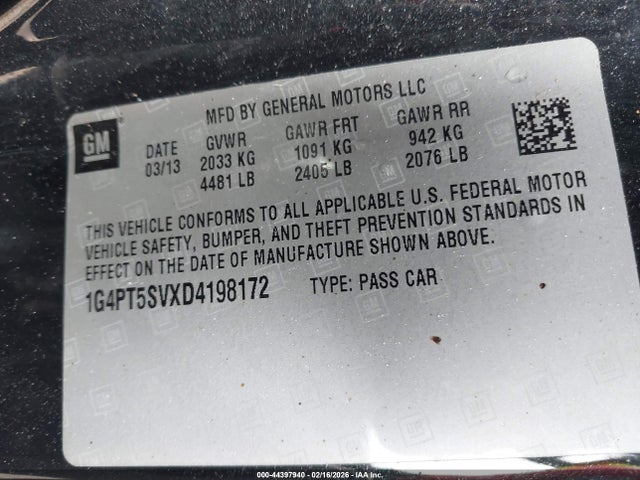 MFD BY GENERAL MOTORS LLC
GM
DATE GVWR GAWR FRT GAWR RR
03/13 2033 KG 1091 KG 942 KG
4481 LB 2405 LB 2076 LB
THIS VEHICLE CONFORMS TO ALL APPLICABLE U.S. FEDERAL MOTOR
VEHICLE SAFETY, BUMPER, AND THEFT PREVENTION STANDARDS IN
EFFECT ON THE DATE OF MANUFACTURE SHOWN ABOVE.
1G4PT5SVXD4198172 TYPE: PASS CAR
000-44397940 - 02/16/2026 - IAA Inc.